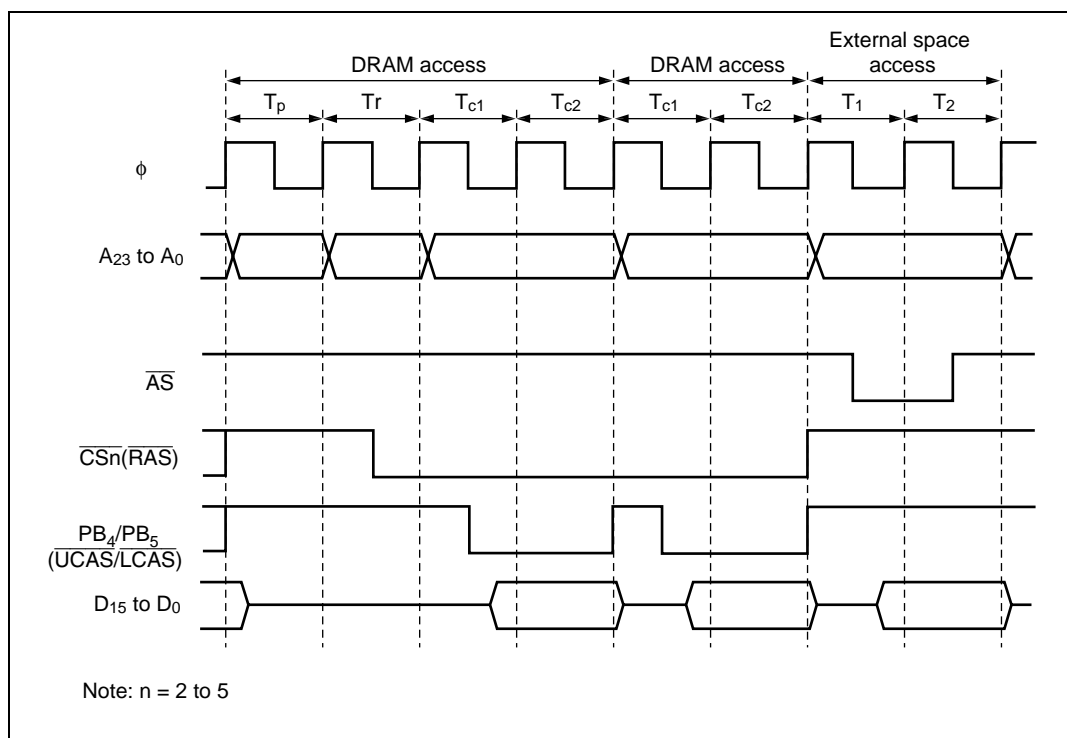 External space
DRAM access DRAM access access
Tp Tr Tc1 Tc2 Tc1 Tc2 T1 T2
φ
A23 to A0
AS
CSn(RAS)
PB4/PB5
(UCAS/LCAS)
D15 to D0
Note: n = 2 to 5